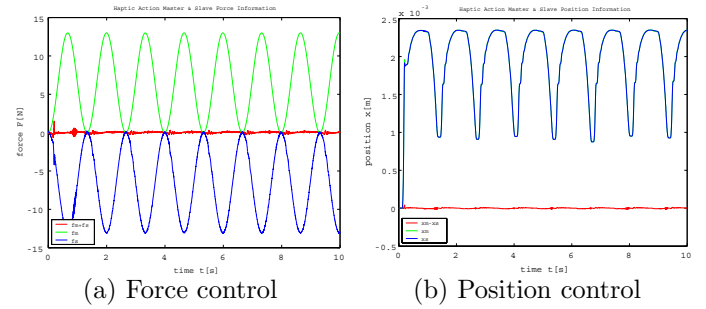 Haptic Action Master & Slave Force Information
15
10
5
0
-5
-10
-15
force F[N]
fm+fs
fm
fs
0
2
4
6
8
10
time t[s]
(a) Force control
Haptic Action Master & Slave Position Information
x 10^-3
2.5
2
1.5
1
0.5
0
-0.5
position x[m]
xm-xs
xm
xs
0
2
4
6
8
10
time t[s]
(b) Position control